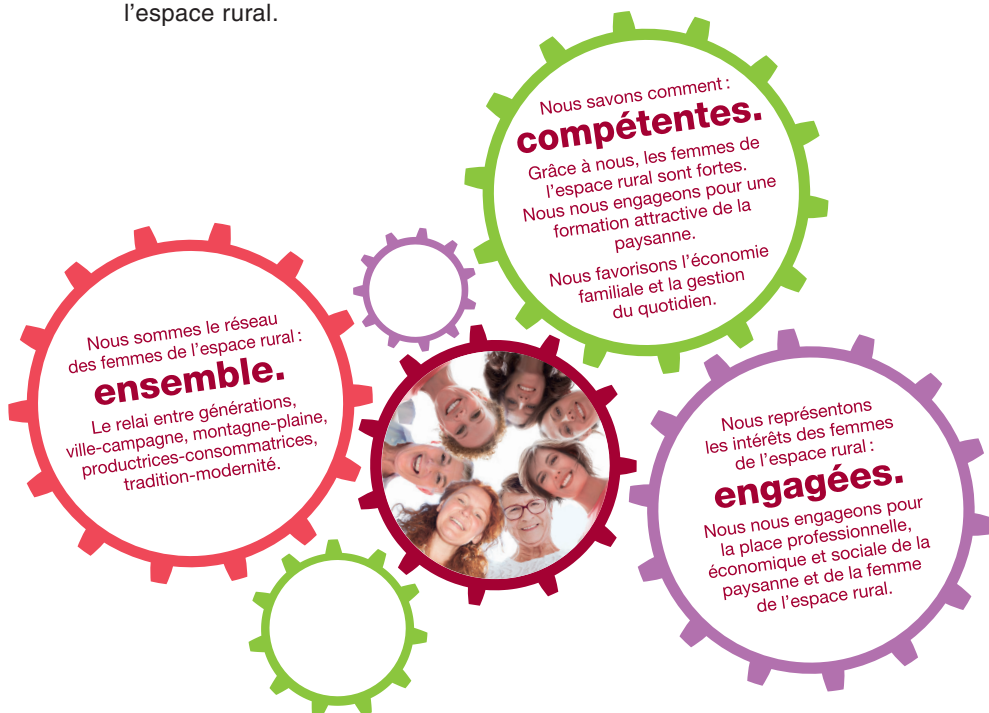 l'espace rural.
Nous savons comment :
compétentes.
Grâce à nous, les femmes de
l'espace rural sont fortes.
Nous nous engageons pour une
formation attractive de la
paysanne.
Nous favorisons l'économie
familiale et la gestion
du quotidien.
Nous sommes le réseau
des femmes de l'espace rural :
ensemble.
Le relai entre générations,
ville-campagne, montagne-plaine,
productrices-consommatrices,
tradition-modernité.
Nous représentons
les intérêts des femmes
de l'espace rural :
engagées.
Nous nous engageons pour
la place professionnelle,
économique et sociale de la
paysanne et de la femme
de l'espace rural.